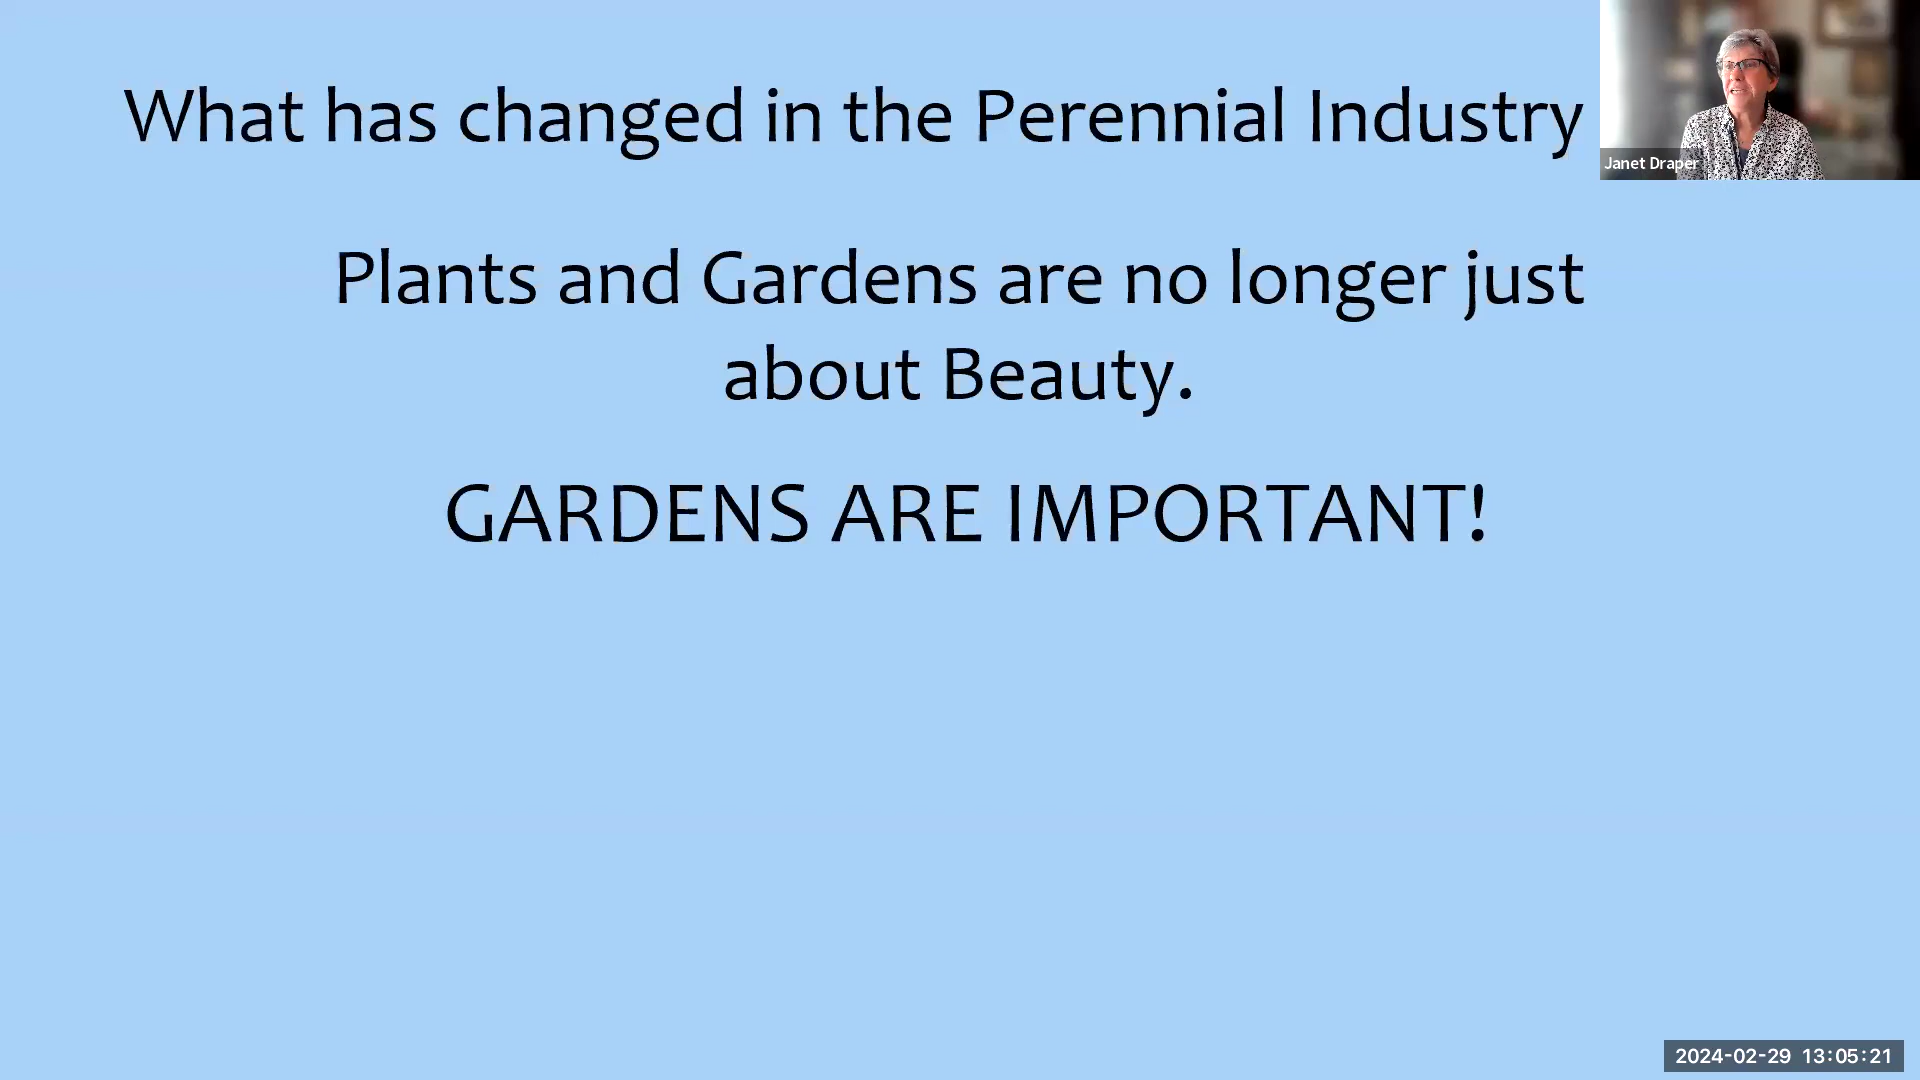 What has changed in the Perennial Industry
Janet Draper
Plants and Gardens are no longer just
about Beauty.
GARDENS ARE IMPORTANT!
2024-02-29 13:05:21